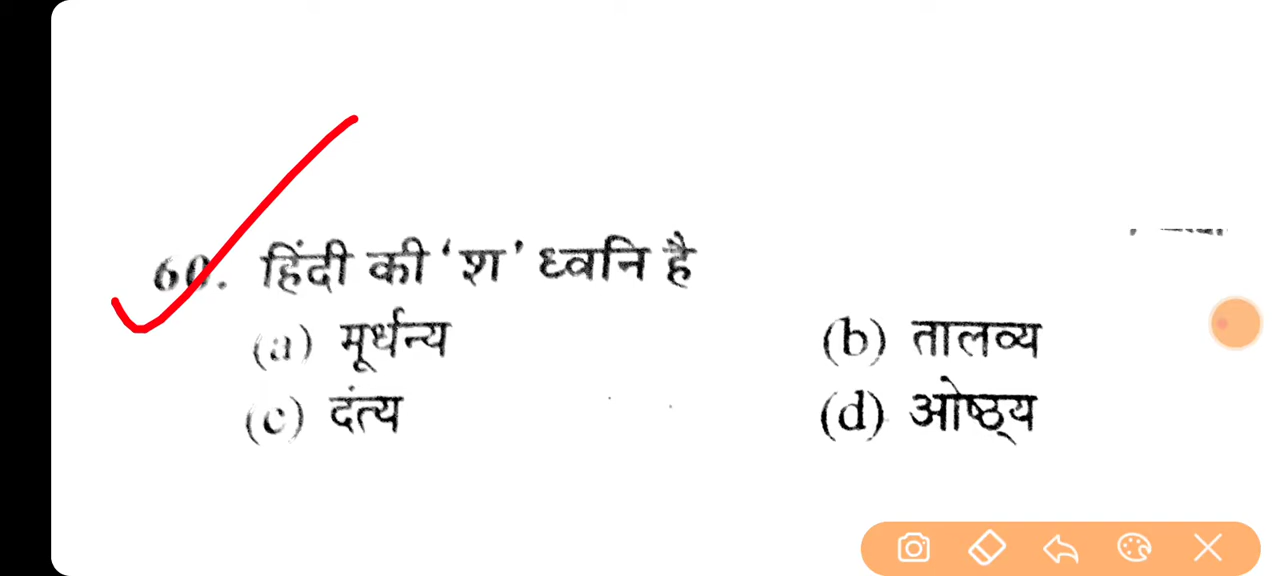 60. हिंदी की ‘श’ ध्वनि है
(a) मूर्धन्य (b) तालव्य
(c) दंत्य (d) ओष्ठ्य